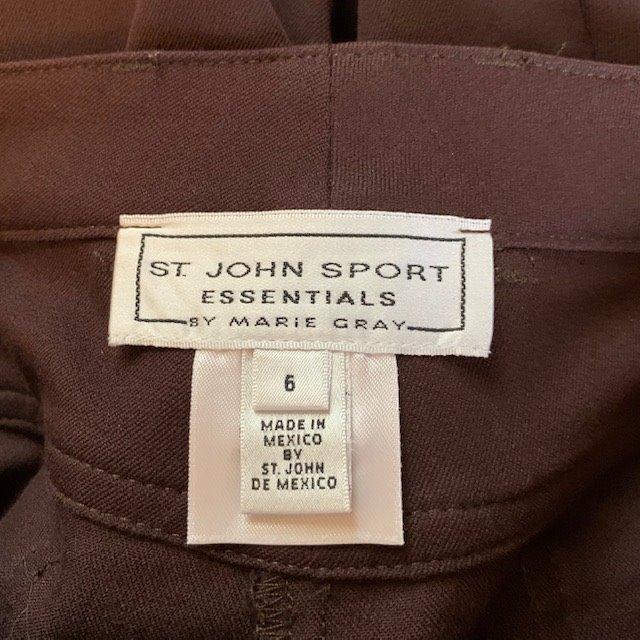 ST. JOHN SPORT
ESSENTIALS
BY MARIE GRAY
6
MADE IN
MEXICO
BY
ST. JOHN
DE MEXICO